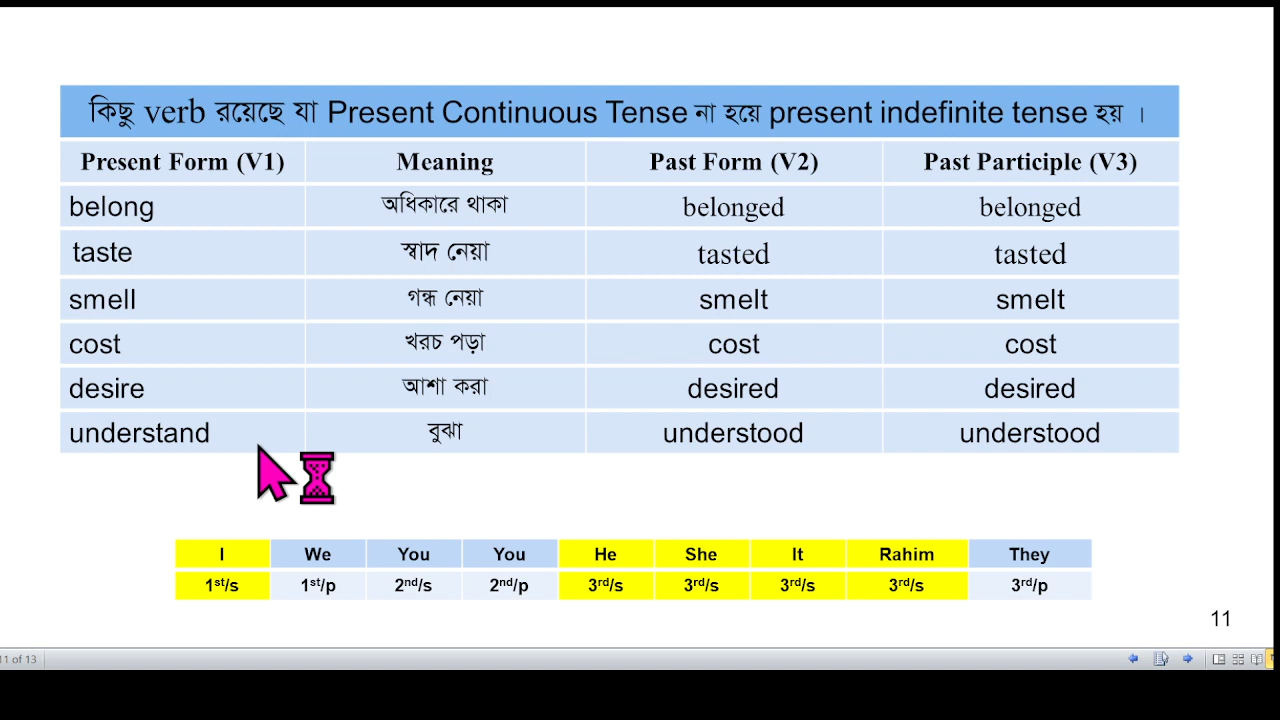 কিছু verb রয়েছে যা Present Continuous Tense না হয়ে present indefinite tense হয় ।
Present Form (V1) Meaning Past Form (V2) Past Participle (V3)
belong অধিকারে থাকা belonged belonged
taste স্বাদ নেয়া tasted tasted
smell গন্ধ নেয়া smelt smelt
cost খরচ পড়া cost cost
desire আশা করা desired desired
understand বুঝা understood understood
I We You You He She It Rahim They
1st/s 1st/p 2nd/s 2nd/p 3rd/s 3rd/s 3rd/s 3rd/s 3rd/p
11
11 of 13